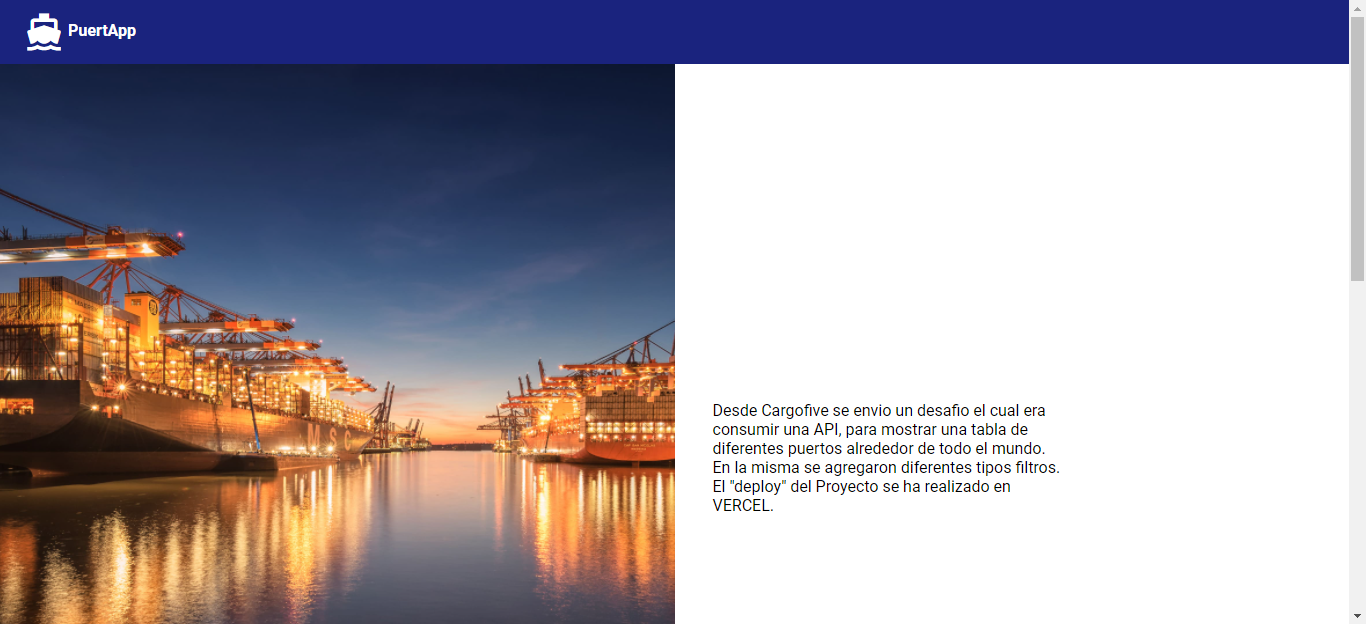 PuertApp
Desde Cargofive se envio un desafio el cual era
consumir una API, para mostrar una tabla de
diferentes puertos alrededor de todo el mundo.
En la misma se agregaron diferentes tipos filtros.
El "deploy" del Proyecto se ha realizado en
VERCEL.
MSC